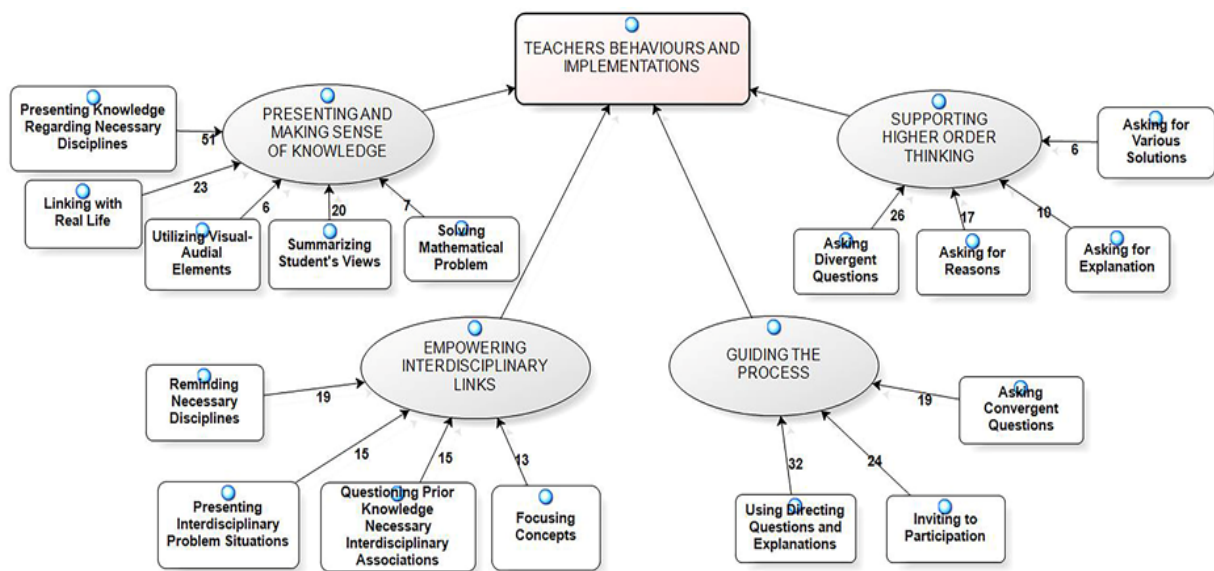 TEACHERS BEHAVIOURS AND
IMPLEMENTATIONS
Presenting Knowledge
Regarding Necessary
Disciplines
51
PRESENTING AND
MAKING SENSE
OF KNOWLEDGE
Linking with
Real Life
23
Utilizing Visual-
Audial
Elements
6
Summarizing
Student's Views
20
Solving
Mathematical
Problem
7
SUPPORTING
HIGHER ORDER
THINKING
Asking for
Various
Solutions
6
Asking
Divergent
Questions
26
Asking for
Reasons
17
Asking for
Explanation
10
EMPOWERING
INTERDISCIPLINARY
LINKS
Reminding
Necessary
Disciplines
19
Presenting
Interdisciplinary
Problem Situations
15
Questioning Prior
Knowledge
Necessary
Interdisciplinary
Associations
15
Focusing
Concepts
13
GUIDING THE
PROCESS
Asking
Convergent
Questions
19
Using Directing
Questions and
Explanations
32
Inviting to
Participation
24